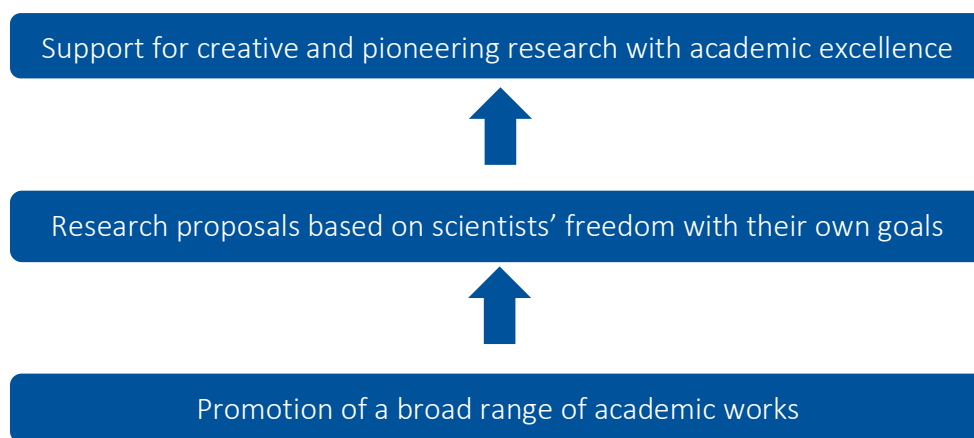 Support for creative and pioneering research with academic excellence
Research proposals based on scientists’ freedom with their own goals
Promotion of a broad range of academic works